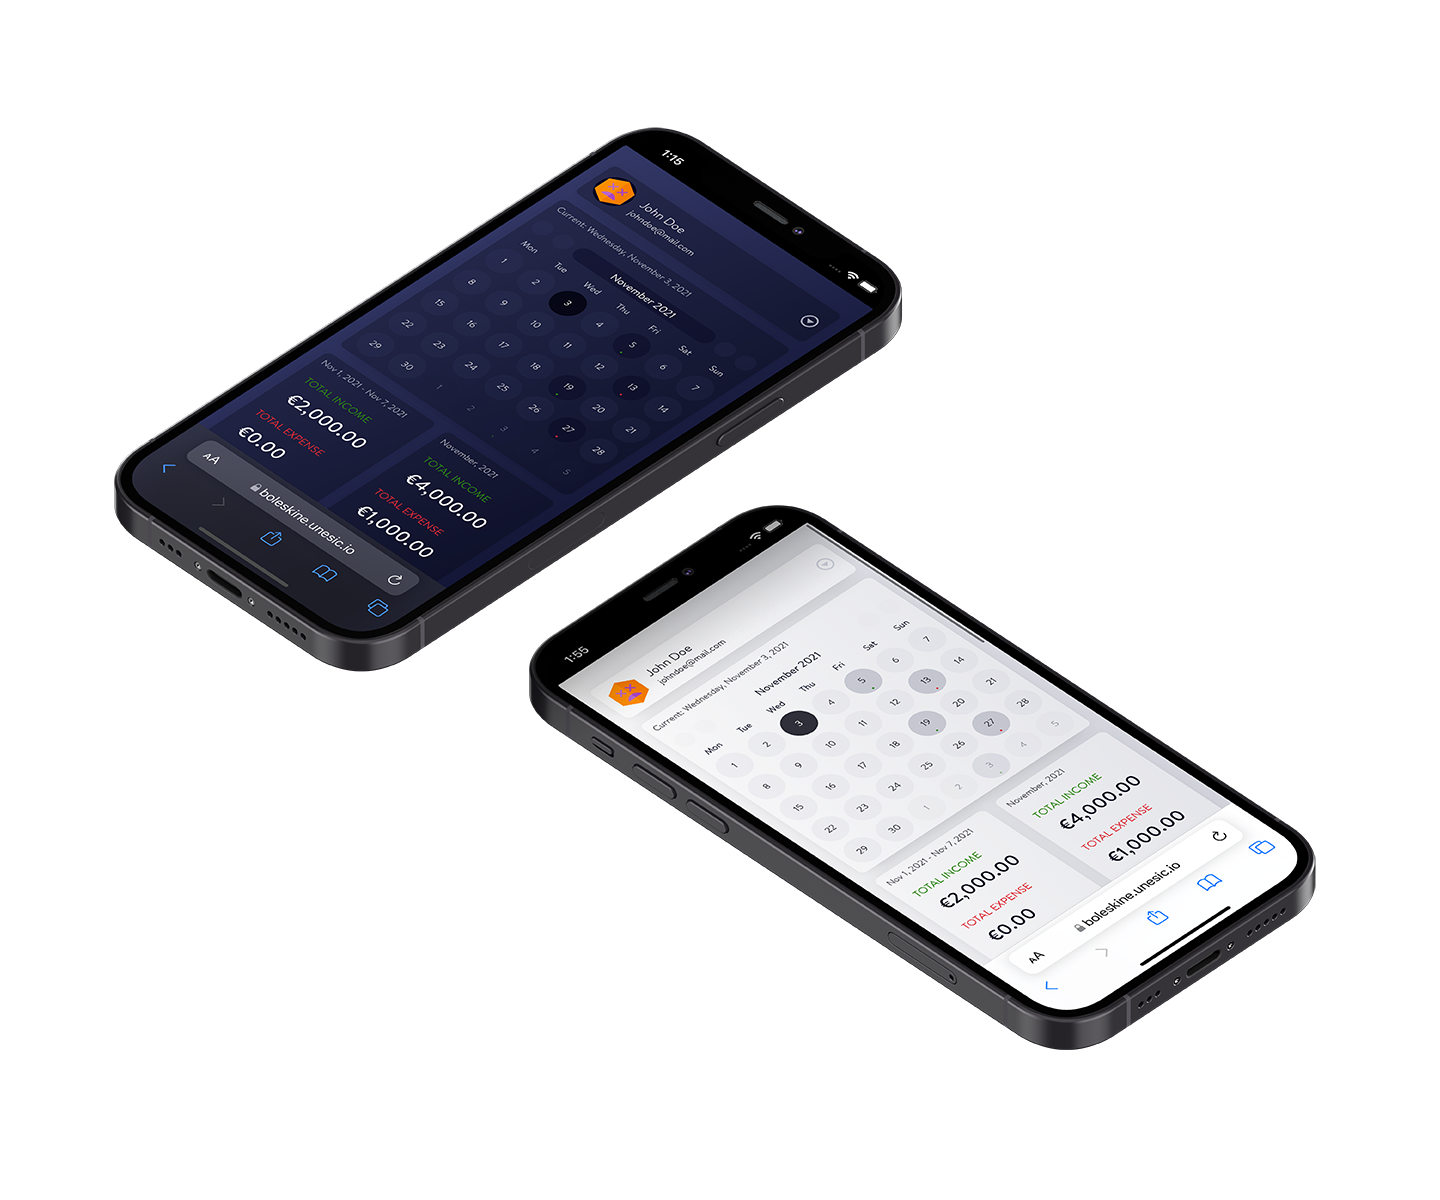 1:15
John Doe
johndoe@mail.com
Current: Wednesday, November 3, 2021
November 2021
Mon Tue Wed Thu Fri Sat Sun
1 2 3 4 5 6 7
8 9 10 11 12 13 14
15 16 17 18 19 20 21
22 23 24 25 26 27 28
29 30 1 2 3 4 5
Nov 1, 2021 - Nov 7, 2021
TOTAL INCOME
€2,000.00
TOTAL EXPENSE
€0.00
November, 2021
TOTAL INCOME
€4,000.00
TOTAL EXPENSE
€1,000.00
AA boleskine.unesic.io
1:55
John Doe
johndoe@mail.com
Current: Wednesday, November 3, 2021
November 2021
Mon Tue Wed Thu Fri Sat Sun
1 2 3 4 5 6 7
8 9 10 11 12 13 14
15 16 17 18 19 20 21
22 23 24 25 26 27 28
29 30 1 2 3 4 5
Nov 1, 2021 - Nov 7, 2021
TOTAL INCOME
€2,000.00
TOTAL EXPENSE
€0.00
November, 2021
TOTAL INCOME
€4,000.00
TOTAL EXPENSE
€1,000.00
AA boleskine.unesic.io